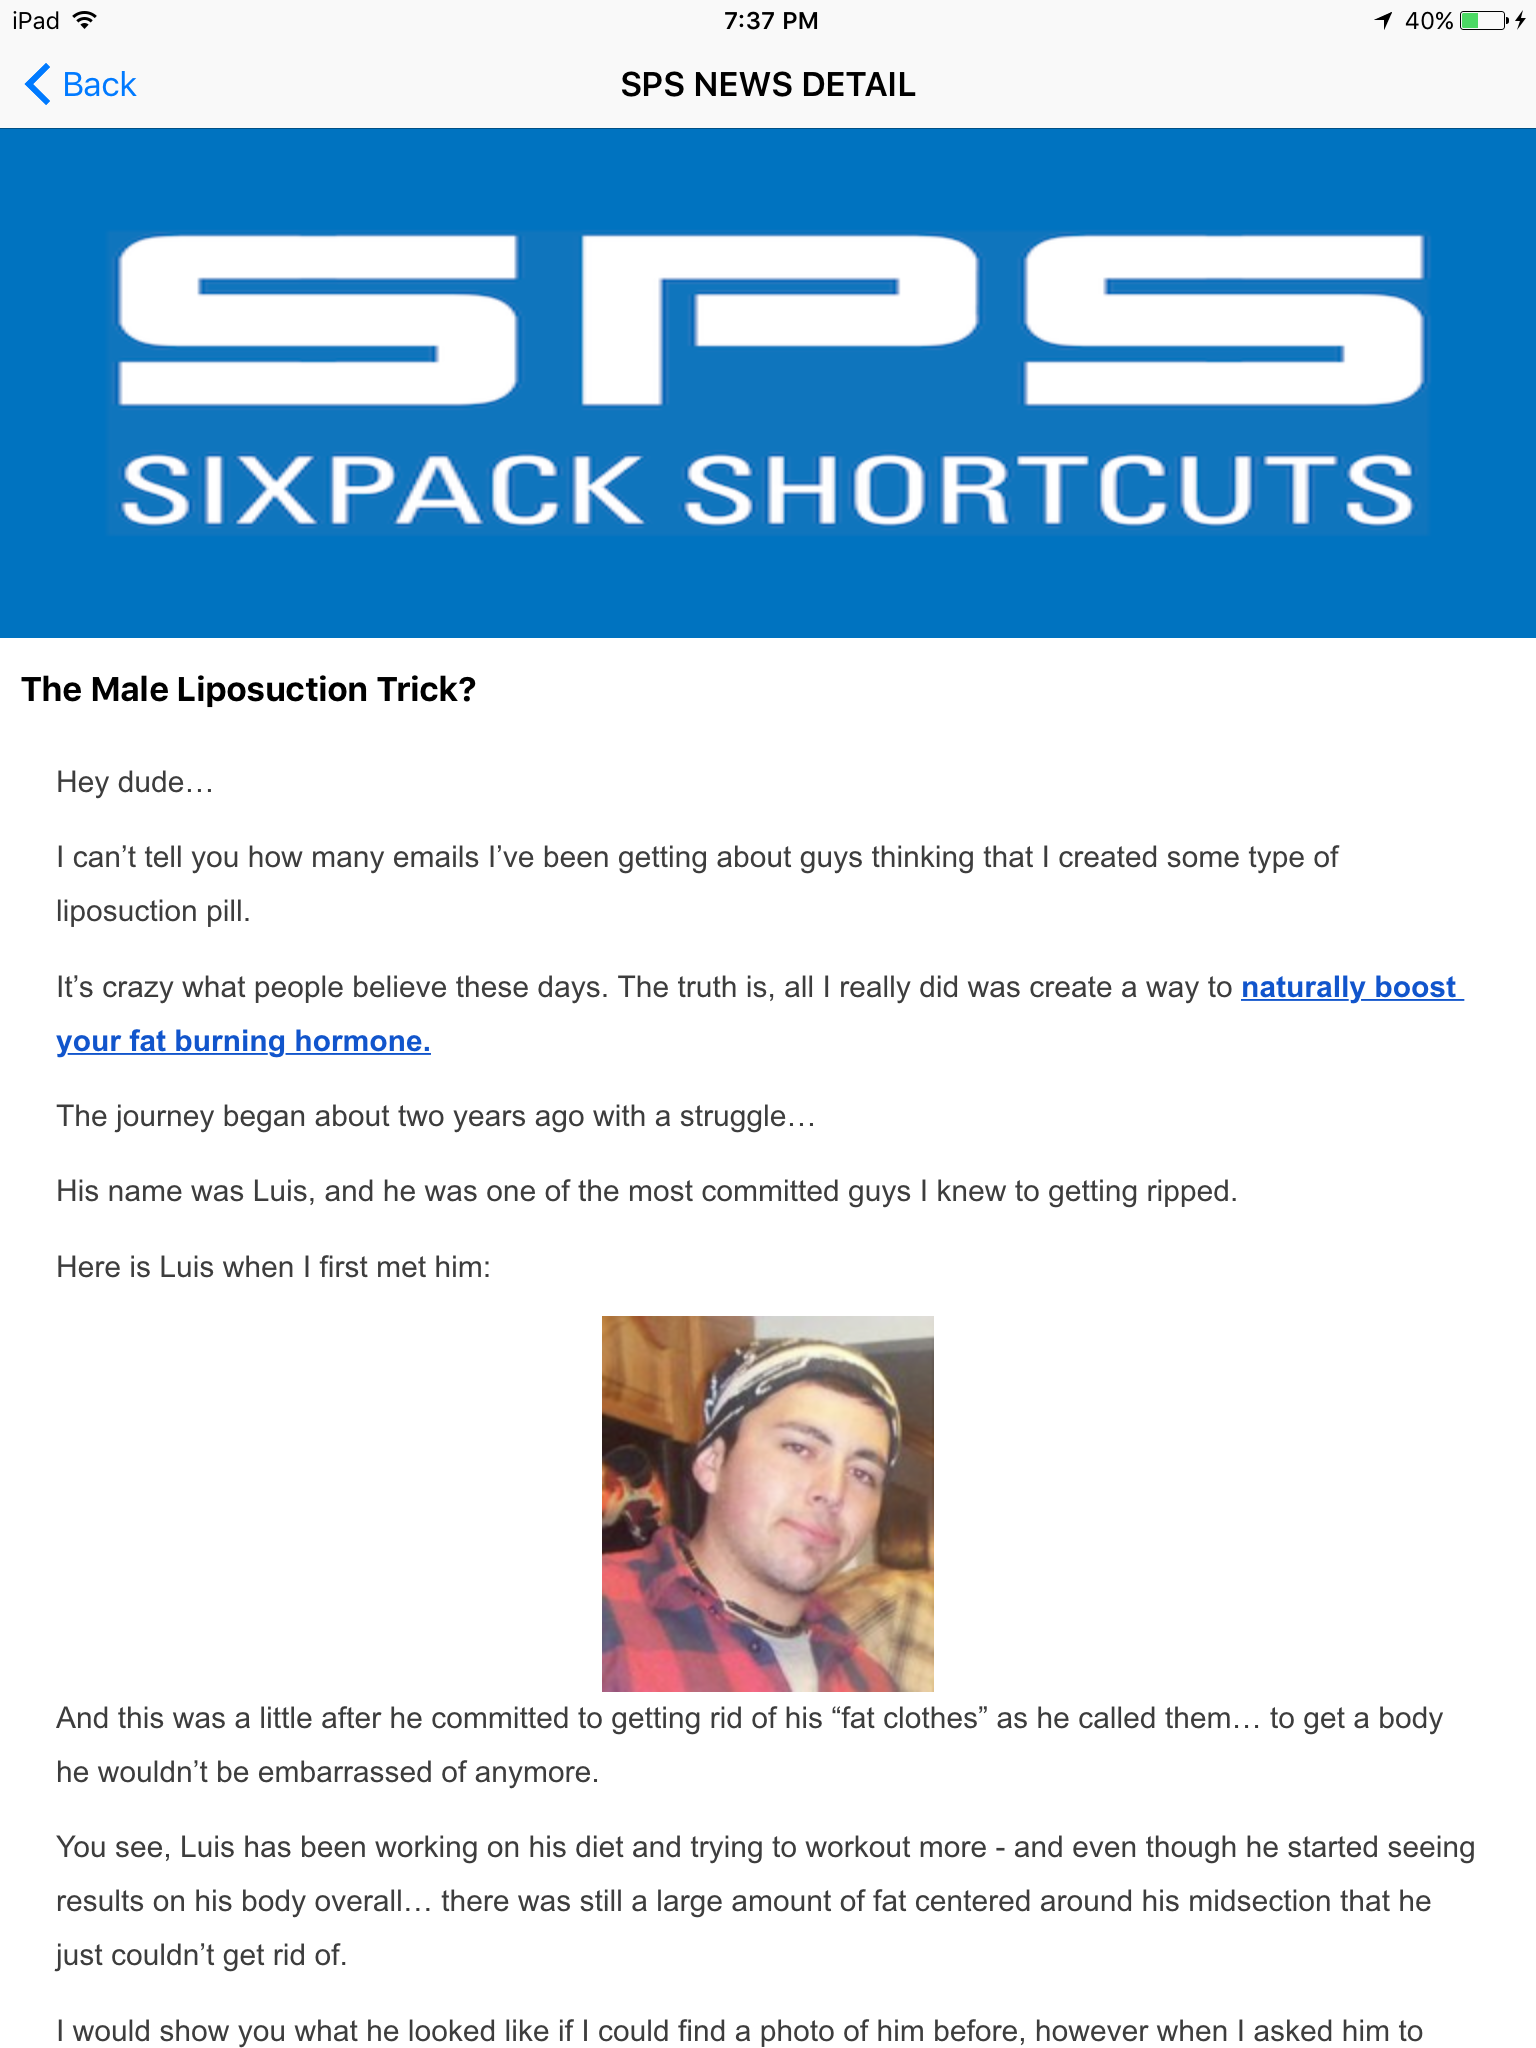 iPad 7:37 PM 40%
Back SPS NEWS DETAIL
SPS
SIXPACK SHORTCUTS
The Male Liposuction Trick?
Hey dude…
I can’t tell you how many emails I’ve been getting about guys thinking that I created some type of
liposuction pill.
It’s crazy what people believe these days. The truth is, all I really did was create a way to naturally boost
your fat burning hormone.
The journey began about two years ago with a struggle…
His name was Luis, and he was one of the most committed guys I knew to getting ripped.
Here is Luis when I first met him:
And this was a little after he committed to getting rid of his “fat clothes” as he called them… to get a body
he wouldn’t be embarrassed of anymore.
You see, Luis has been working on his diet and trying to workout more - and even though he started seeing
results on his body overall… there was still a large amount of fat centered around his midsection that he
just couldn’t get rid of.
I would show you what he looked like if I could find a photo of him before, however when I asked him to